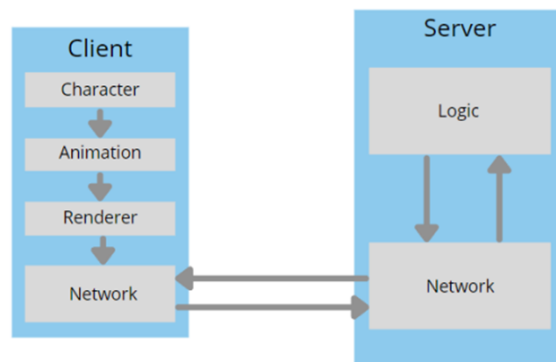 Client
Character
Animation
Renderer
Network
Server
Logic
Network